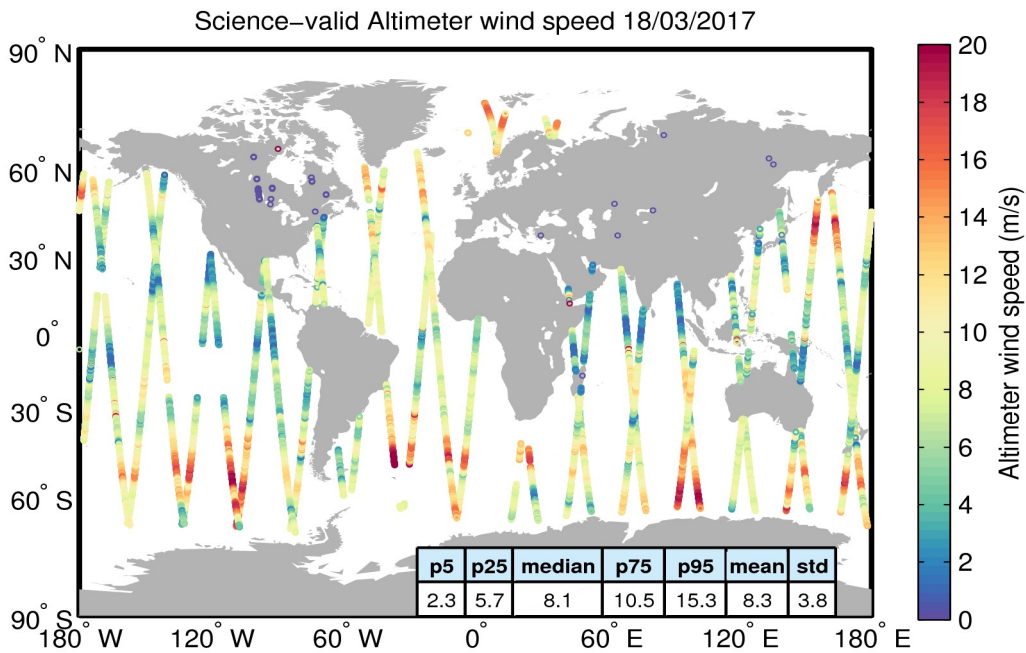 Science−valid Altimeter wind speed 18/03/2017
90° N
60° N
30° N
0°
30° S
60° S
90° S
180° W
120° W
60° W
0°
60° E
120° E
180° E
p5 p25 median p75 p95 mean std
2.3 5.7 8.1 10.5 15.3 8.3 3.8
20
18
16
14
12
10
8
6
4
2
0
Altimeter wind speed (m/s)